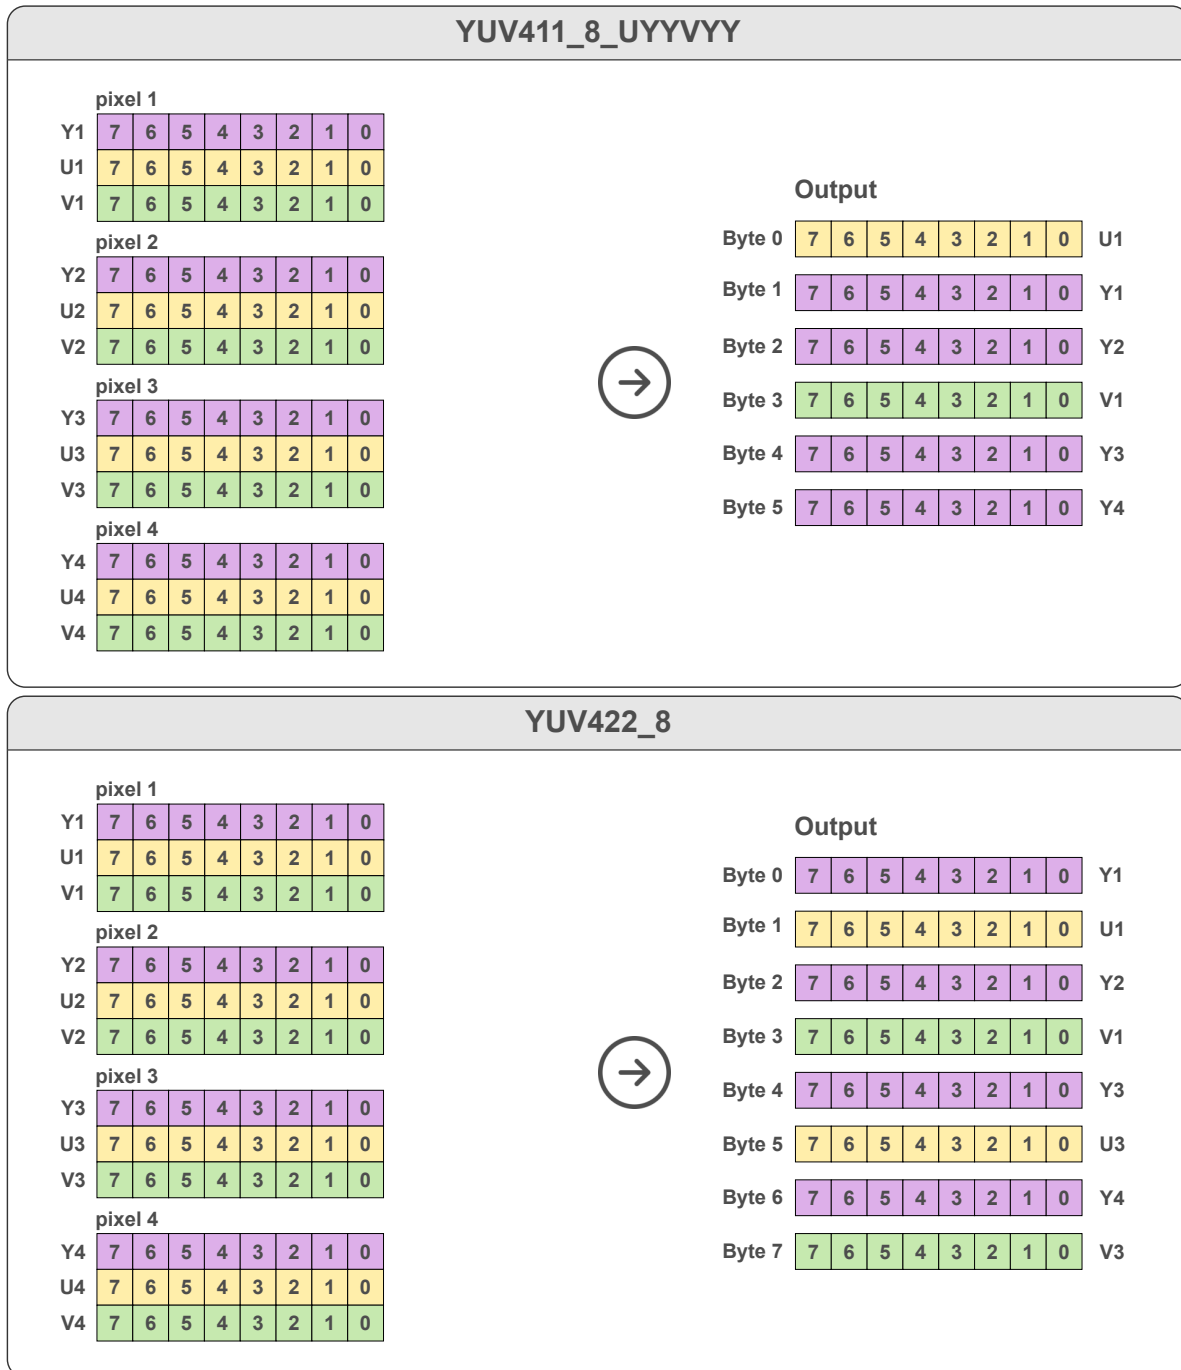 YUV411_8_UYYVYY
pixel 1
Y1 7 6 5 4 3 2 1 0
U1 7 6 5 4 3 2 1 0
V1 7 6 5 4 3 2 1 0
pixel 2
Y2 7 6 5 4 3 2 1 0
U2 7 6 5 4 3 2 1 0
V2 7 6 5 4 3 2 1 0
pixel 3
Y3 7 6 5 4 3 2 1 0
U3 7 6 5 4 3 2 1 0
V3 7 6 5 4 3 2 1 0
pixel 4
Y4 7 6 5 4 3 2 1 0
U4 7 6 5 4 3 2 1 0
V4 7 6 5 4 3 2 1 0
Output
Byte 0 7 6 5 4 3 2 1 0 U1
Byte 1 7 6 5 4 3 2 1 0 Y1
Byte 2 7 6 5 4 3 2 1 0 Y2
Byte 3 7 6 5 4 3 2 1 0 V1
Byte 4 7 6 5 4 3 2 1 0 Y3
Byte 5 7 6 5 4 3 2 1 0 Y4
YUV422_8
pixel 1
Y1 7 6 5 4 3 2 1 0
U1 7 6 5 4 3 2 1 0
V1 7 6 5 4 3 2 1 0
pixel 2
Y2 7 6 5 4 3 2 1 0
U2 7 6 5 4 3 2 1 0
V2 7 6 5 4 3 2 1 0
pixel 3
Y3 7 6 5 4 3 2 1 0
U3 7 6 5 4 3 2 1 0
V3 7 6 5 4 3 2 1 0
pixel 4
Y4 7 6 5 4 3 2 1 0
U4 7 6 5 4 3 2 1 0
V4 7 6 5 4 3 2 1 0
Output
Byte 0 7 6 5 4 3 2 1 0 Y1
Byte 1 7 6 5 4 3 2 1 0 U1
Byte 2 7 6 5 4 3 2 1 0 Y2
Byte 3 7 6 5 4 3 2 1 0 V1
Byte 4 7 6 5 4 3 2 1 0 Y3
Byte 5 7 6 5 4 3 2 1 0 U3
Byte 6 7 6 5 4 3 2 1 0 Y4
Byte 7 7 6 5 4 3 2 1 0 V3